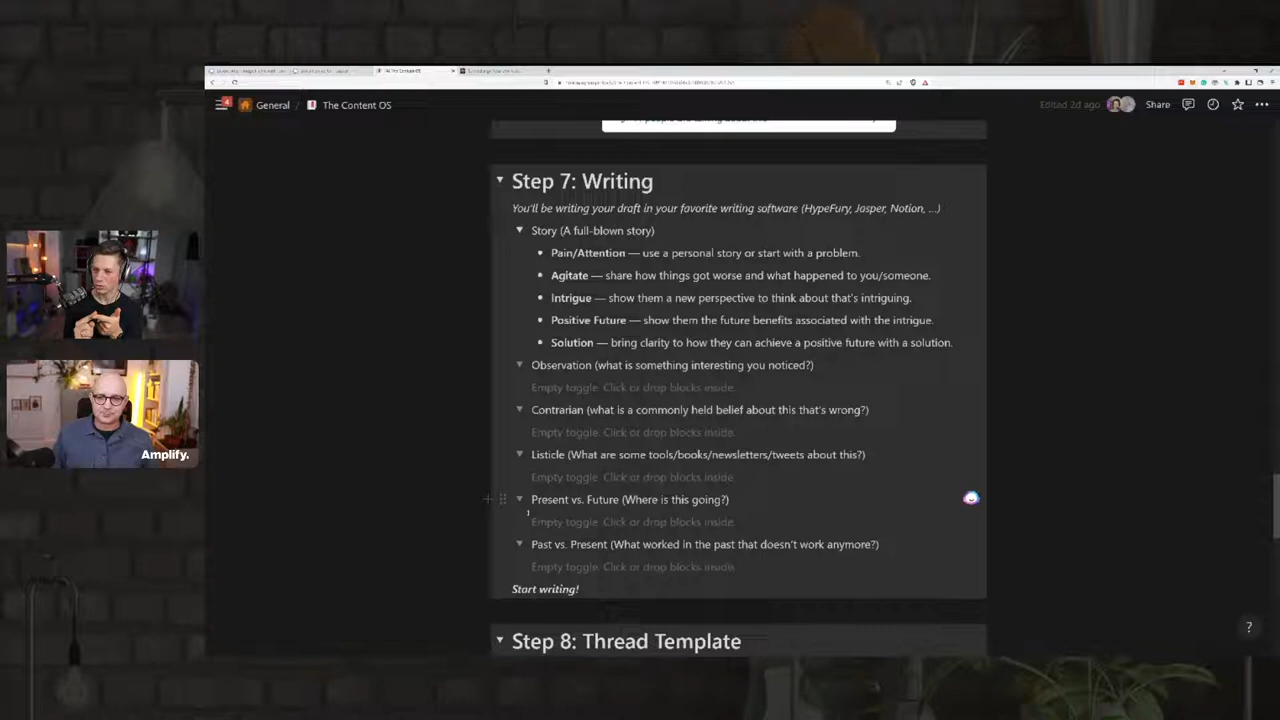 4
General / The Content OS
Edited 2d ago
Share
Step 7: Writing
You'll be writing your draft in your favorite writing software (HypeFury, Jasper, Notion, ...)
Story (A full-blown story)
• Pain/Attention — use a personal story or start with a problem.
• Agitate — share how things got worse and what happened to you/someone.
• Intrigue — show them a new perspective to think about that's intriguing.
• Positive Future — show them the future benefits associated with the intrigue.
• Solution — bring clarity to how they can achieve a positive future with a solution.
Observation (what is something interesting you noticed?)
Empty toggle. Click or drop blocks inside.
Contrarian (what is a commonly held belief about this that's wrong?)
Empty toggle. Click or drop blocks inside.
Listicle (What are some tools/books/newsletters/tweets about this?)
Empty toggle. Click or drop blocks inside.
Present vs. Future (Where is this going?)
Empty toggle. Click or drop blocks inside.
Past vs. Present (What worked in the past that doesn't work anymore?)
Empty toggle. Click or drop blocks inside.
Start writing!
Step 8: Thread Template
Amplify.
?